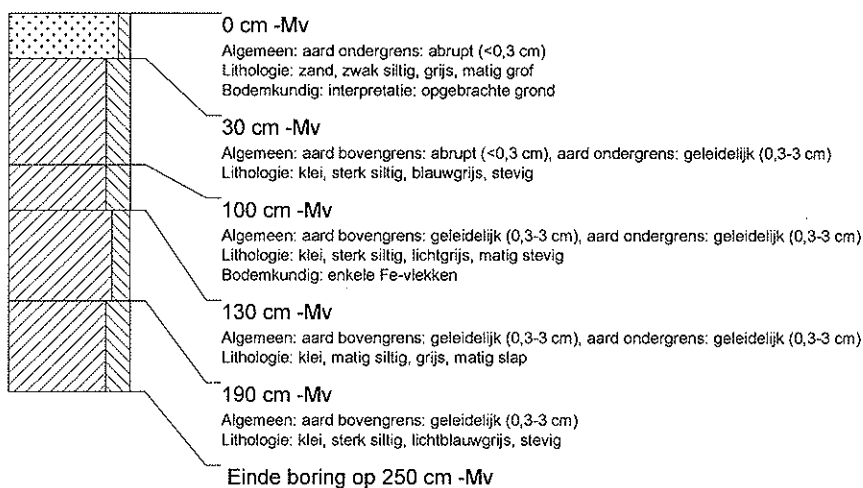 0 cm -Mv
Algemeen: aard ondergrens: abrupt (<0,3 cm)
Lithologie: zand, zwak siltig, grijs, matig grof
Bodemkundig: interpretatie: opgebrachte grond
30 cm -Mv
Algemeen: aard bovengrens: abrupt (<0,3 cm), aard ondergrens: geleidelijk (0,3-3 cm)
Lithologie: klei, sterk siltig, blauwgrijs, stevig
100 cm -Mv
Algemeen: aard bovengrens: geleidelijk (0,3-3 cm), aard ondergrens: geleidelijk (0,3-3 cm)
Lithologie: klei, sterk siltig, lichtgrijs, matig stevig
Bodemkundig: enkele Fe-vlekken
130 cm -Mv
Algemeen: aard bovengrens: geleidelijk (0,3-3 cm), aard ondergrens: geleidelijk (0,3-3 cm)
Lithologie: klei, matig siltig, grijs, matig slap
190 cm -Mv
Algemeen: aard bovengrens: geleidelijk (0,3-3 cm)
Lithologie: klei, sterk siltig, lichtblauwgrijs, stevig
Einde boring op 250 cm -Mv